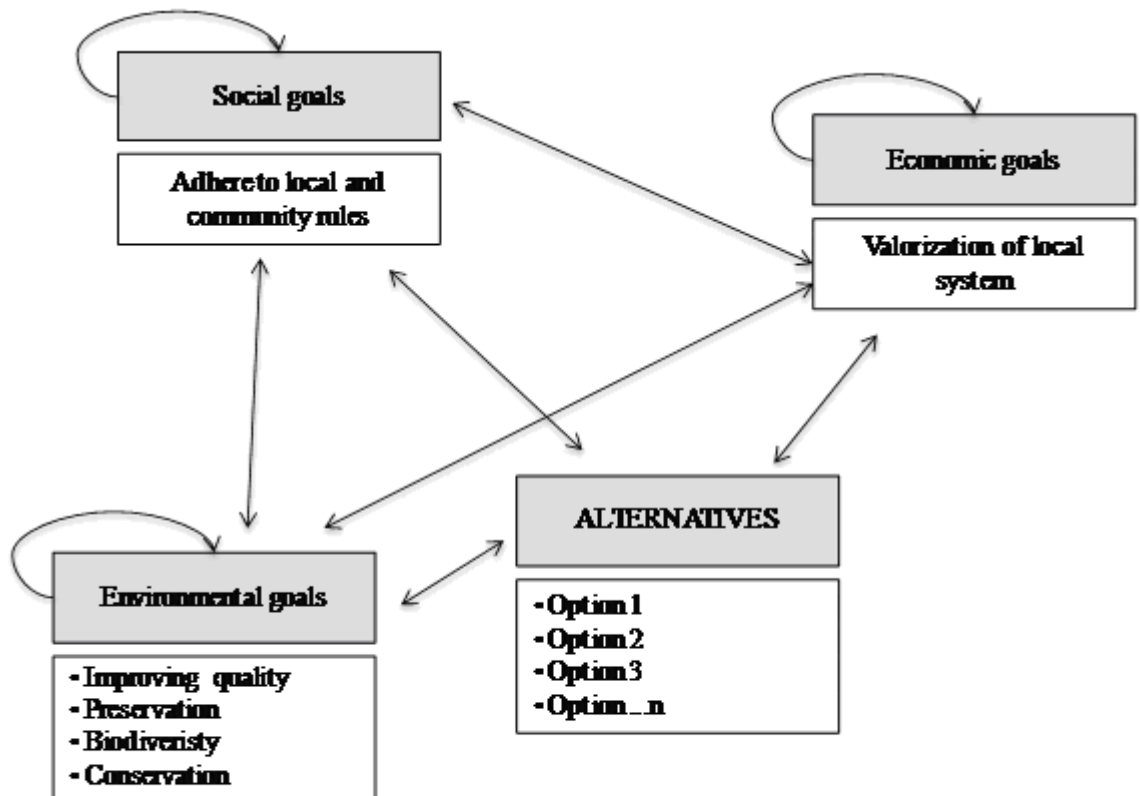 Social goals
Adhere to local and
community rules
Economic goals
Valorization of local
system
Environmental goals
- Improving quality
- Preservation
- Biodiveristy
- Conservation
ALTERNATIVES
- Option 1
- Option 2
- Option 3
- Option...n